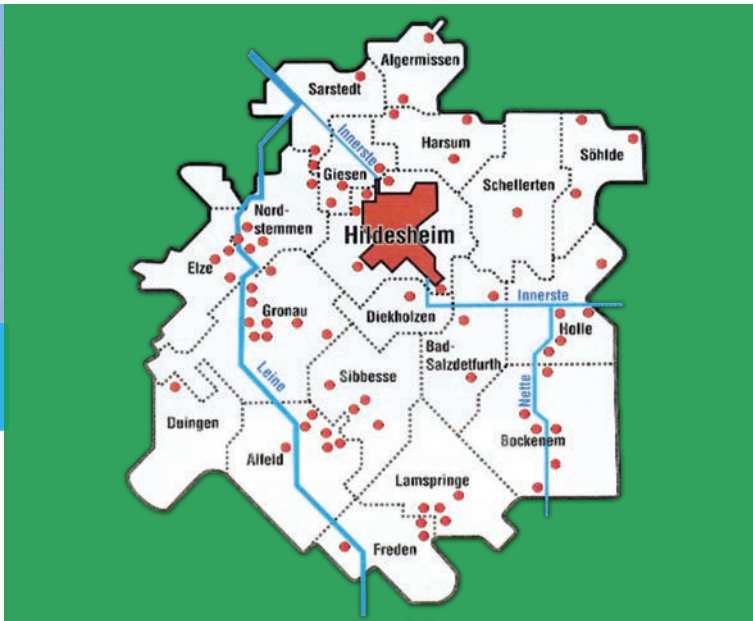 Algermissen
Sarstedt
Innerste
Harsum
Söhlde
Giesen
Schellerten
Nord-
stemmen
Hildesheim
Elze
Innerste
Gronau
Diekholzen
Holle
Bad-
Salzdetfurth
Leine
Sibbesse
Nette
Duingen
Bockenem
Alfeld
Lamspringe
Freden